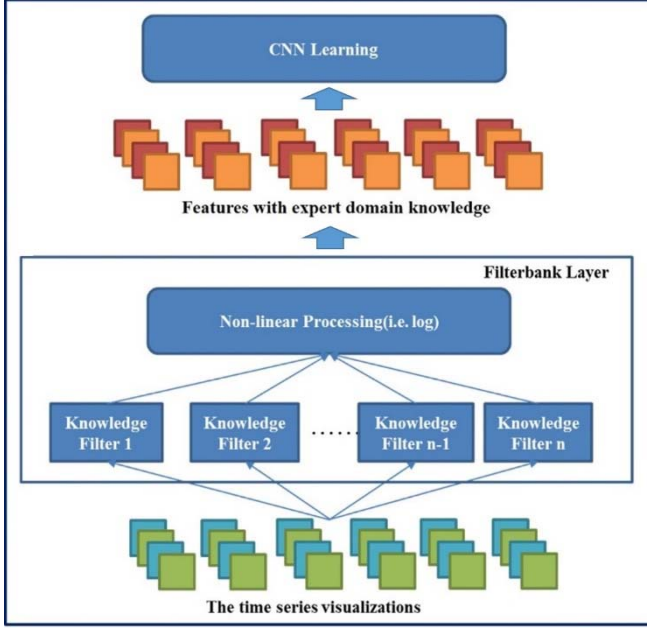 CNN Learning
Features with expert domain knowledge
Filterbank Layer
Non-linear Processing(i.e. log)
Knowledge
Filter 1
Knowledge
Filter 2
......
Knowledge
Filter n-1
Knowledge
Filter n
The time series visualizations